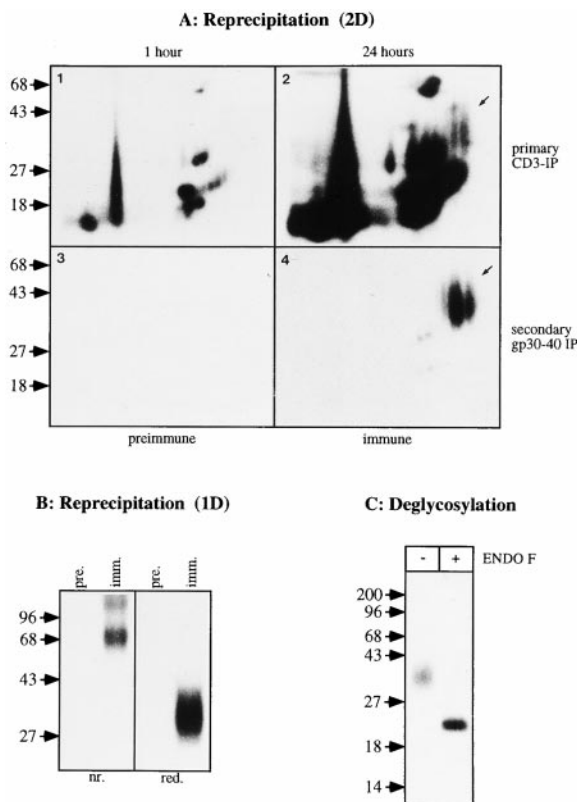 A: Reprecipitation (2D)
1 hour 24 hours
1 2
68
43
27
18
primary
CD3-IP
3 4
68
43
27
18
secondary
gp30-40 IP
preimmune immune
B: Reprecipitation (1D)
pre. imm. pre. imm.
96
68
43
27
nr. red.
C: Deglycosylation
- + ENDO F
200
96
68
43
27
18
14